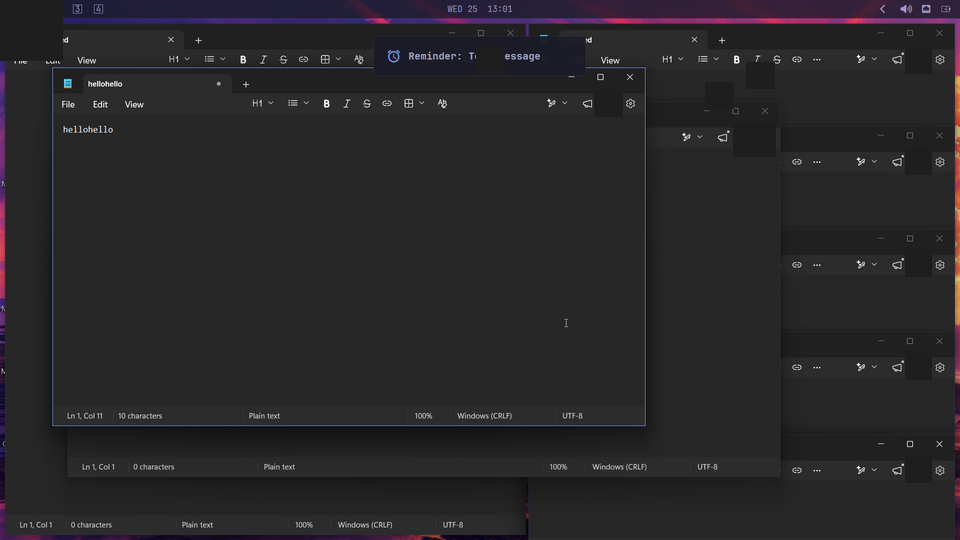 3 4 WED 25 13:01
View H1
Reminder: essage
View H1
hellohello
File Edit View H1
hellohello
Ln 1, Col 11 10 characters Plain text 100% Windows (CRLF) UTF-8
Ln 1, Col 1 0 characters Plain text 100% Windows (CRLF) UTF-8
Ln 1, Col 1 0 characters Plain text 100% Windows (CRLF) UTF-8